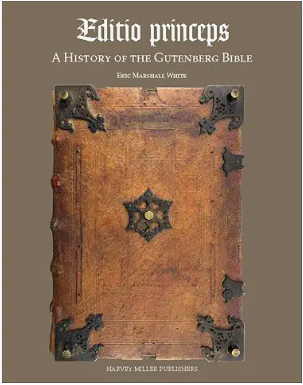 Editio princeps
A History of the Gutenberg Bible
Eric Marshall White
HARVEY MILLER PUBLISHERS